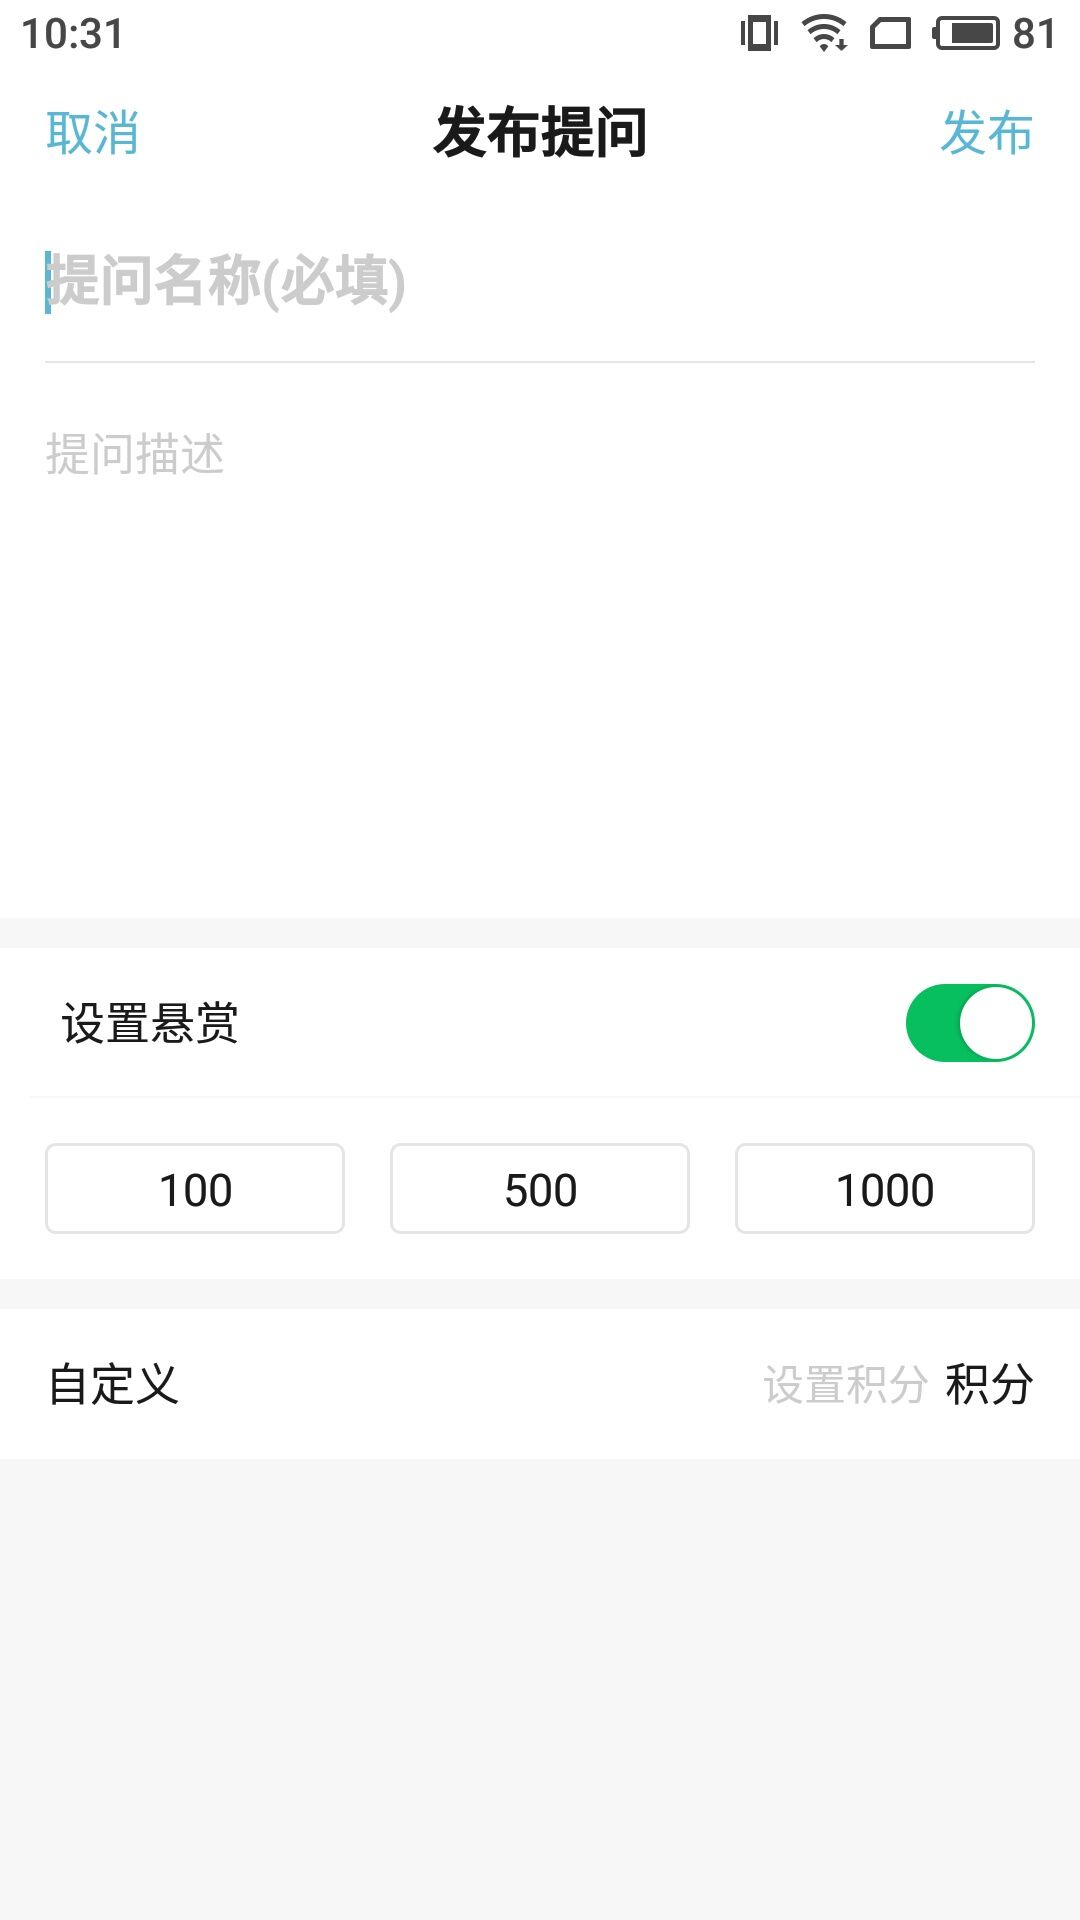 10:31 81
取消 发布提问 发布
提问名称(必填)
提问描述
设置悬赏
100 500 1000
自定义 设置积分 积分